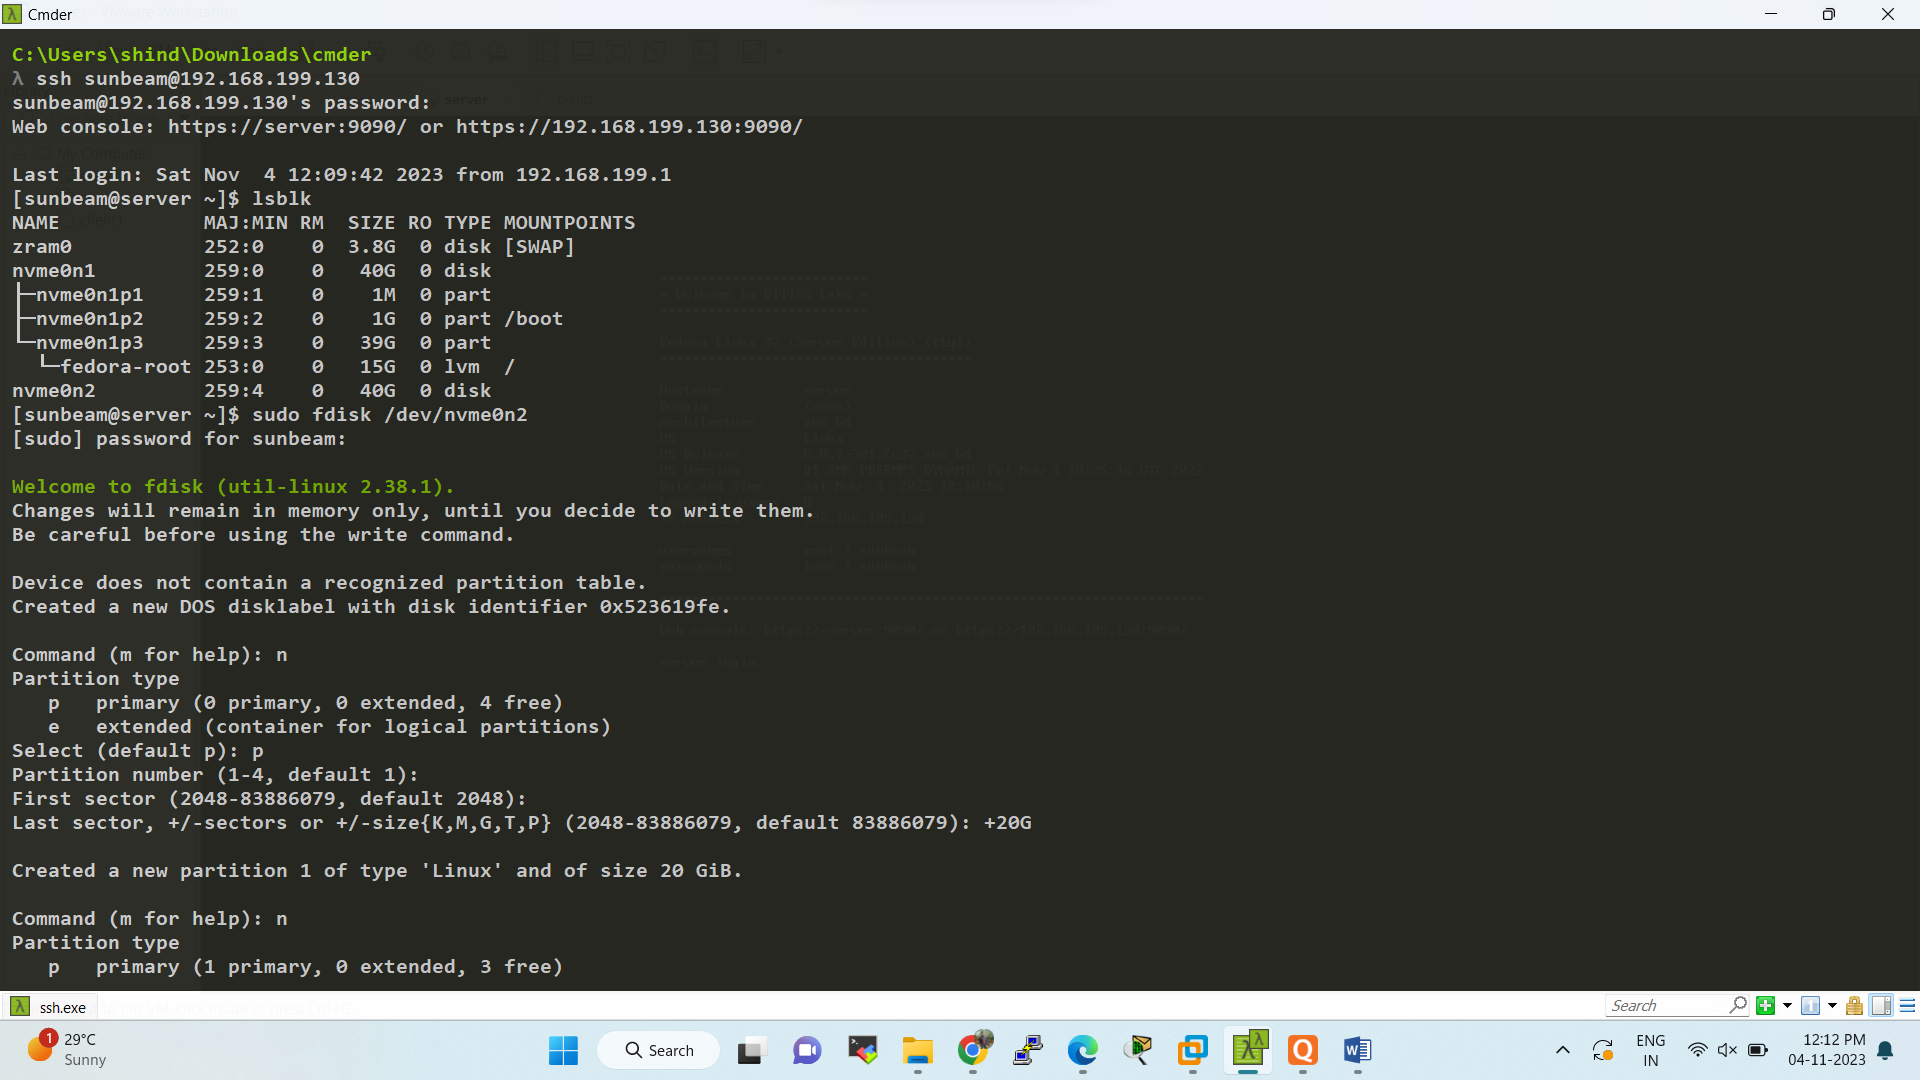 Cmder
C:\Users\shind\Downloads\cmder
λ ssh sunbeam@192.168.199.130
sunbeam@192.168.199.130's password:
Web console: https://server:9090/ or https://192.168.199.130:9090/
Last login: Sat Nov  4 12:09:42 2023 from 192.168.199.1
[sunbeam@server ~]$ lsblk
NAME            MAJ:MIN RM  SIZE RO TYPE MOUNTPOINTS
zram0           252:0    0  3.8G  0 disk [SWAP]
nvme0n1         259:0    0   40G  0 disk
├─nvme0n1p1     259:1    0    1M  0 part
├─nvme0n1p2     259:2    0    1G  0 part /boot
└─nvme0n1p3     259:3    0   39G  0 part
  └─fedora-root 253:0    0   15G  0 lvm  /
nvme0n2         259:4    0   40G  0 disk
[sunbeam@server ~]$ sudo fdisk /dev/nvme0n2
[sudo] password for sunbeam:
Welcome to fdisk (util-linux 2.38.1).
Changes will remain in memory only, until you decide to write them.
Be careful before using the write command.
Device does not contain a recognized partition table.
Created a new DOS disklabel with disk identifier 0x523619fe.
Command (m for help): n
Partition type
   p   primary (0 primary, 0 extended, 4 free)
   e   extended (container for logical partitions)
Select (default p): p
Partition number (1-4, default 1):
First sector (2048-83886079, default 2048):
Last sector, +/-sectors or +/-size{K,M,G,T,P} (2048-83886079, default 83886079): +20G
Created a new partition 1 of type 'Linux' and of size 20 GiB.
Command (m for help): n
Partition type
   p   primary (1 primary, 0 extended, 3 free)
ssh.exe
Search
1
29°C
Sunny
Search
ENG
IN
12:12 PM
04-11-2023